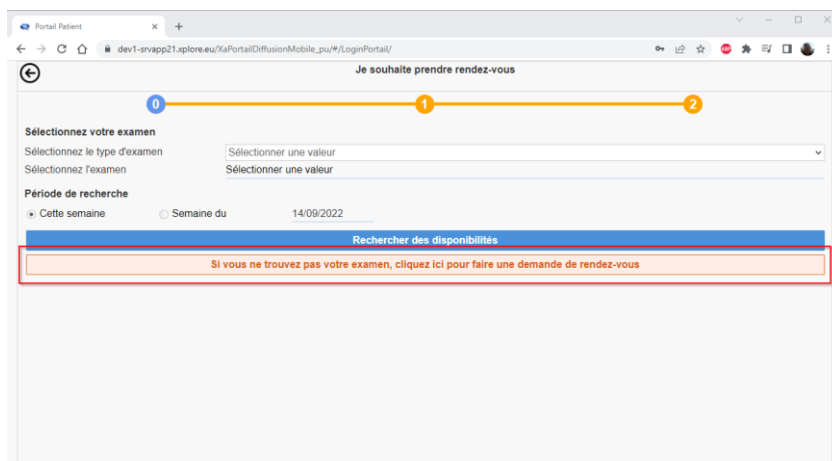 Portail Patient
dev1-srvapp21.xplore.eu/XaPortailDiffusionMobile_pu/#/LoginPortail/
Je souhaite prendre rendez-vous
0 1 2
Sélectionnez votre examen
Sélectionnez le type d'examen Sélectionner une valeur
Sélectionnez l'examen Sélectionner une valeur
Période de recherche
Cette semaine Semaine du 14/09/2022
Rechercher des disponibilités
Si vous ne trouvez pas votre examen, cliquez ici pour faire une demande de rendez-vous